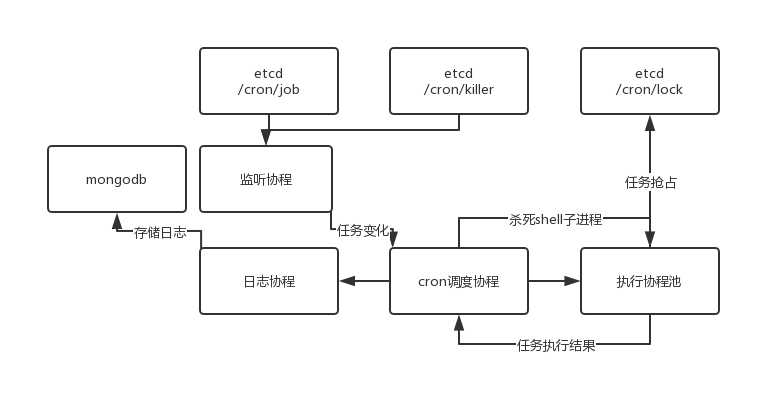 etcd
/cron/job
etcd
/cron/killer
etcd
/cron/lock
mongodb
监听协程
任务抢占
存储日志
任务变化
杀死shell子进程
日志协程
cron调度协程
执行协程池
任务执行结果